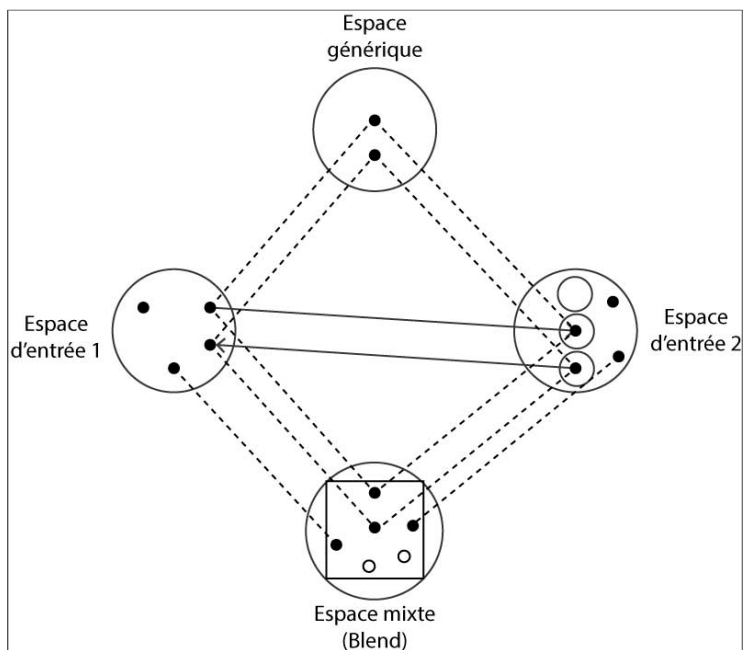 Espace
générique
Espace
d'entrée 1
Espace
d'entrée 2
Espace mixte
(Blend)